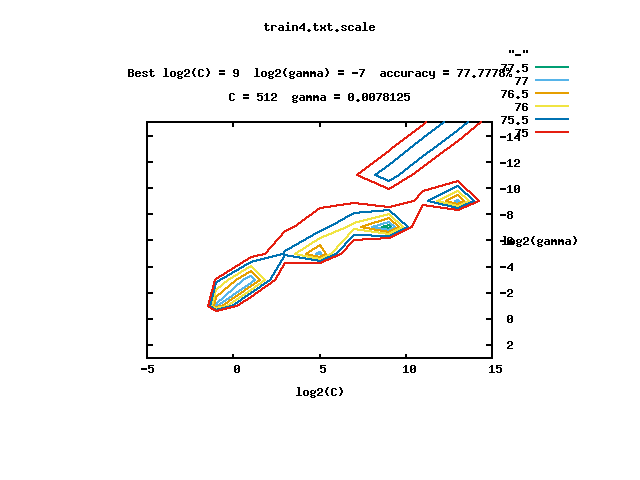 train4.txt.scale
"-"
Best log2(C) = 9  log2(gamma) = -7  accuracy = 77.7778%
77.5
77
C = 512  gamma = 0.0078125
76.5
76
75.5
75
-14
-12
-10
-8
-6
log2(gamma)
-4
-2
0
2
-5 0 5 10 15
log2(C)